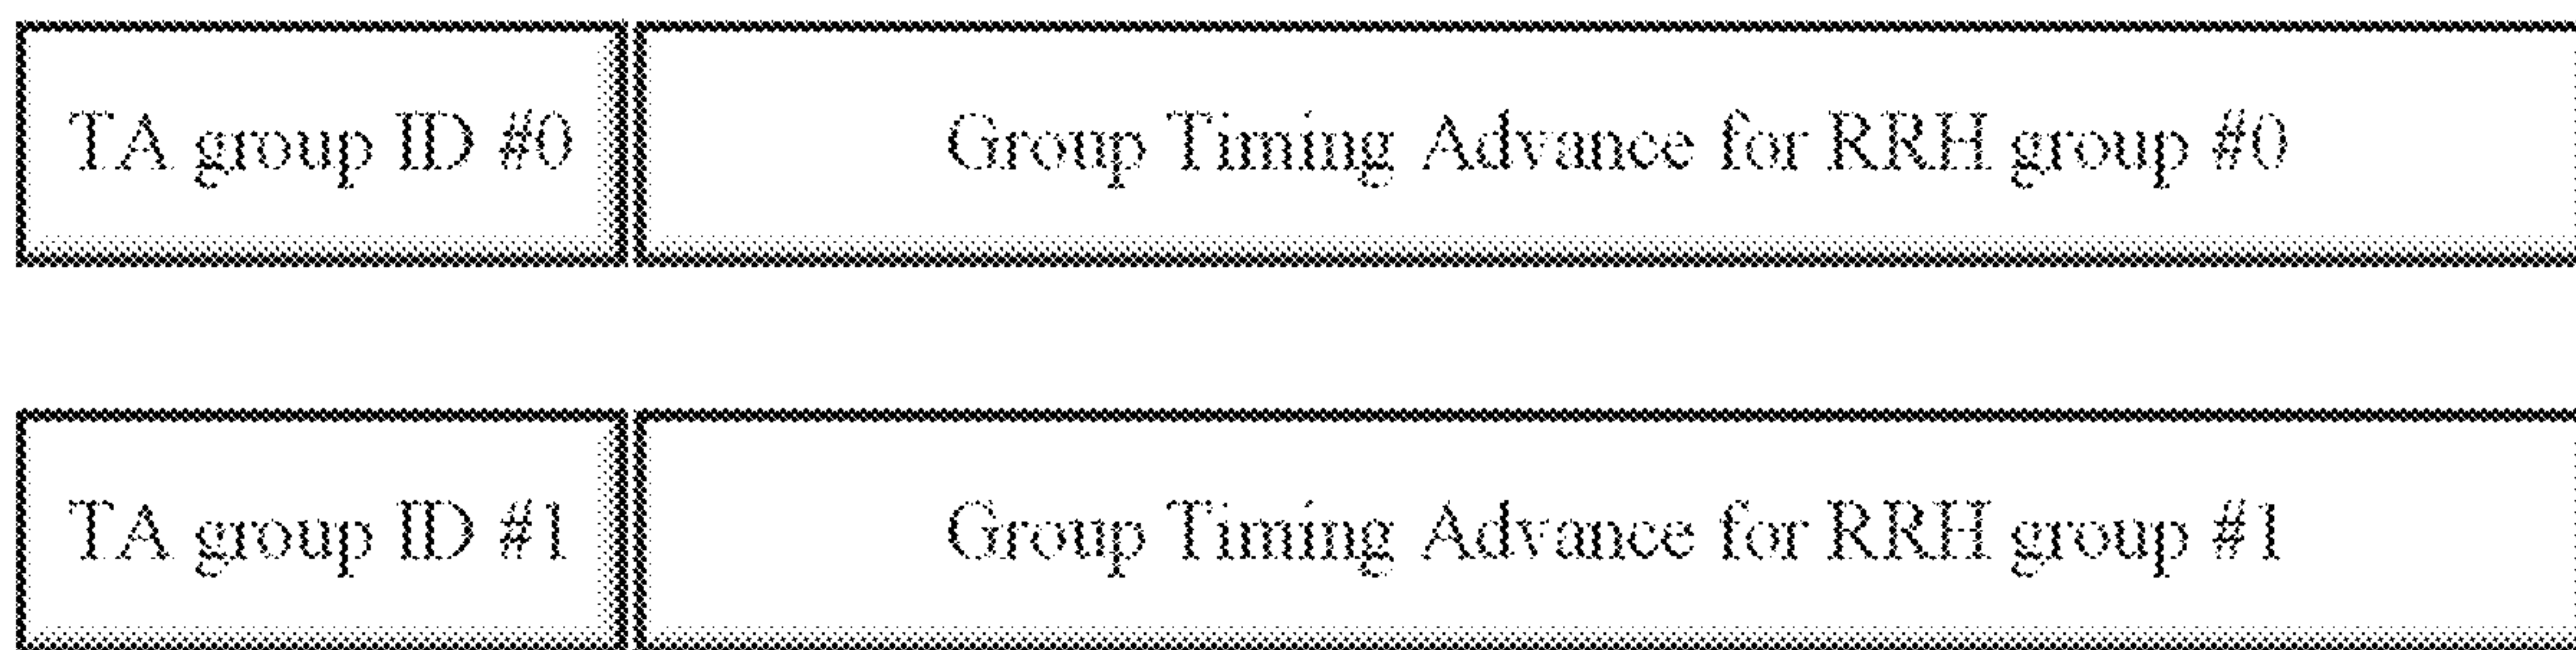 TA group ID #0 Group Timing Advance for RRH group #0
TA group ID #1 Group Timing Advance for RRH group #1